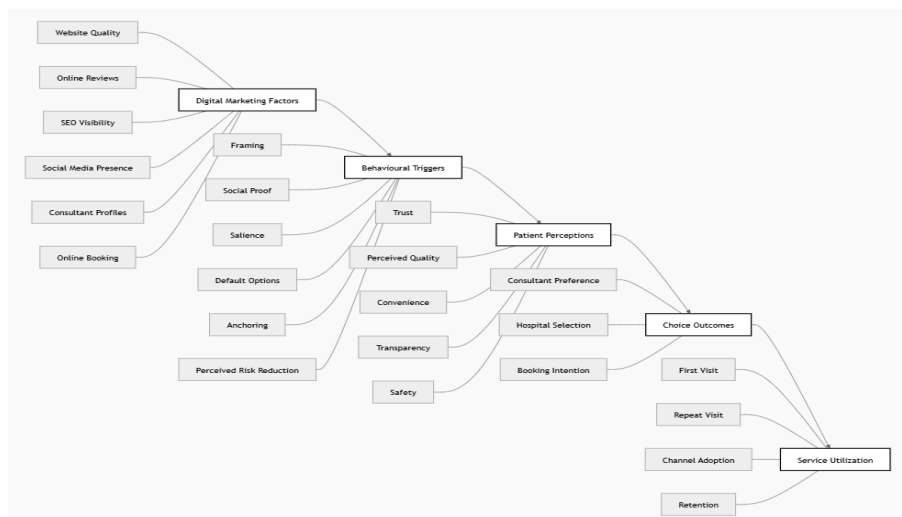 Website Quality
Online Reviews
Digital Marketing Factors
SEO Visibility
Framing
Social Media Presence
Behavioural Triggers
Social Proof
Consultant Profiles
Trust
Salience
Patient Perceptions
Online Booking
Perceived Quality
Default Options
Consultant Preference
Convenience
Anchoring
Hospital Selection
Choice Outcomes
Transparency
Perceived Risk Reduction
Booking Intention
First Visit
Safety
Repeat Visit
Channel Adoption
Service Utilization
Retention